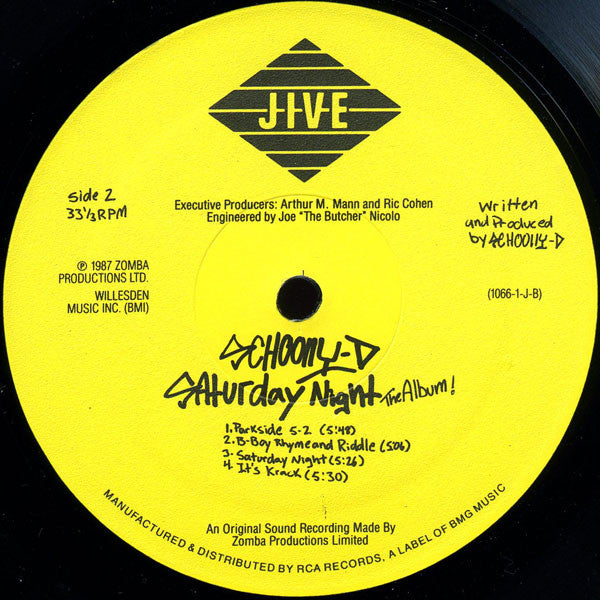 J-I-V-E
Side 2
33⅓ RPM
Executive Producers: Arthur M. Mann and Ric Cohen
Engineered by Joe "The Butcher" Nicolo
Written
and Produced
by SCHOOllY-D
℗ 1987 ZOMBA
PRODUCTIONS LTD.
WILLESDEN
MUSIC INC. (BMI)
(1066-1-J-B)
SCHOOllY-D
SAturday Night The Album!
1. Parkside 5-2 (5:48)
2. B-Boy Rhyme and Riddle (5:06)
3. Saturday Night (5:26)
4. It's Krack (5:30)
An Original Sound Recording Made By
Zomba Productions Limited
MANUFACTURED & DISTRIBUTED BY RCA RECORDS, A LABEL OF BMG MUSIC